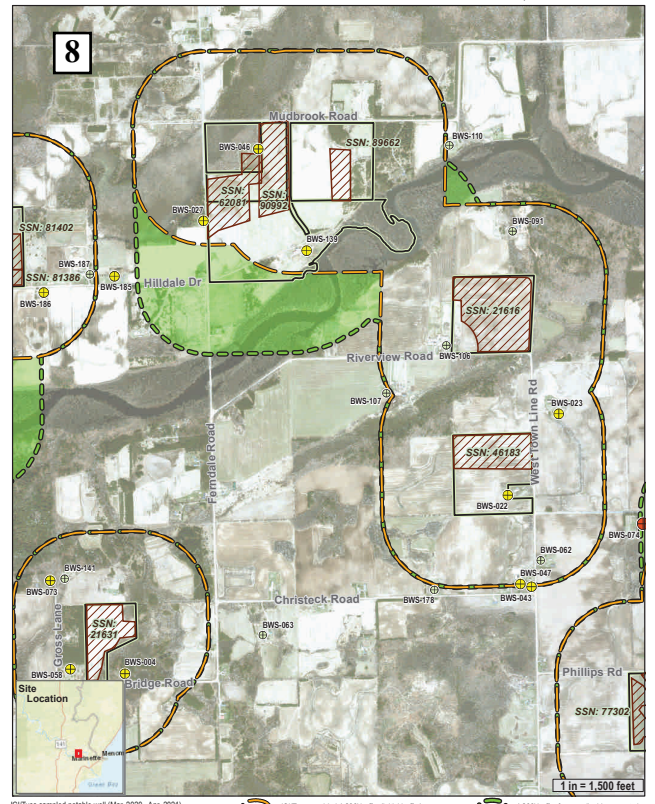 8
Mudbrook Road
BWS-110
BWS-046
SSN: 89662
SSN:
62081
SSN:
90992
BWS-027
BWS-091
BWS-139
SSN: 81402
BWS-187
SSN: 81386
BWS-185
Hilldale Dr
BWS-186
SSN: 21616
Riverview Road
BWS-106
BWS-107
West Town Line Rd
BWS-023
Ferndale Road
SSN: 46183
BWS-022
BWS-074
BWS-062
BWS-141
BWS-047
BWS-073
BWS-043
BWS-178
Christeck Road
SSN:
21631
BWS-063
Gross Lane
BWS-058
BWS-004
Bridge Road
Phillips Rd
Site
Location
SSN: 77302
141
Marinette
Green Bay
1 in = 1,500 feet